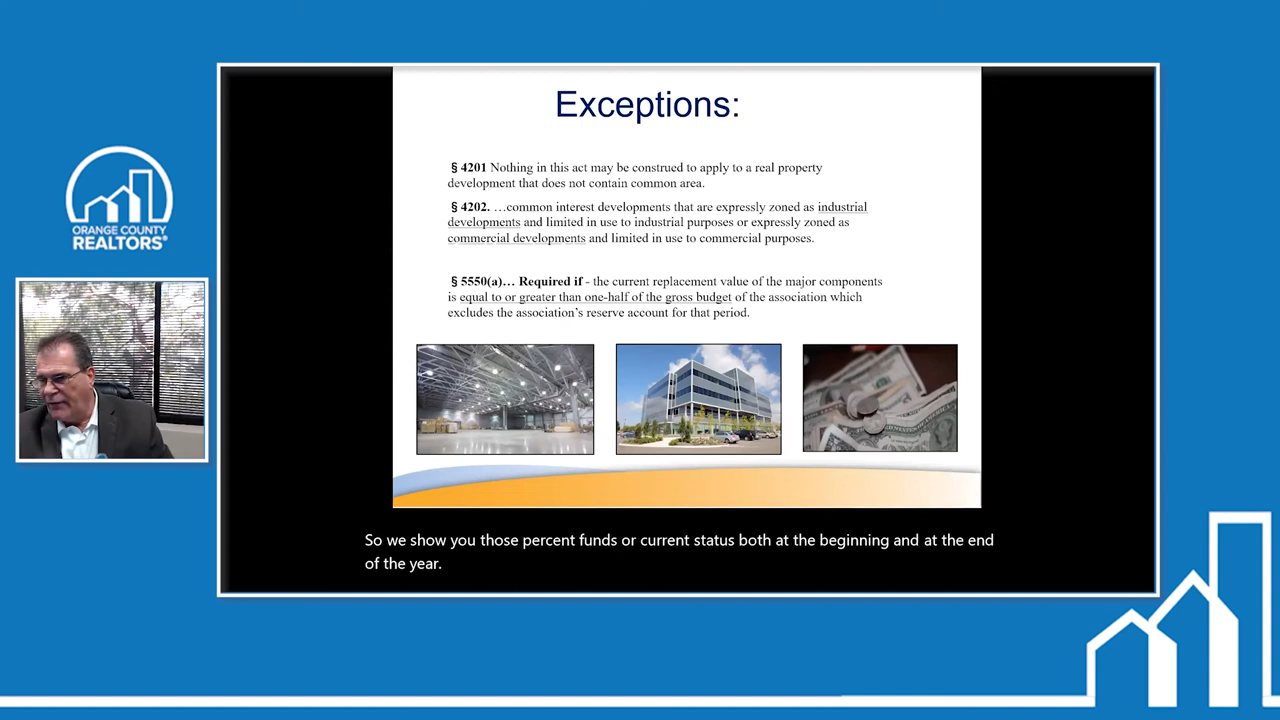 Exceptions:
§ 4201 Nothing in this act may be construed to apply to a real property
development that does not contain common area.
§ 4202. …common interest developments that are expressly zoned as industrial
developments and limited in use to industrial purposes or expressly zoned as
commercial developments and limited in use to commercial purposes.
§ 5550(a)… Required if - the current replacement value of the major components
is equal to or greater than one-half of the gross budget of the association which
excludes the association's reserve account for that period.
ORANGE COUNTY
REALTORS®
So we show you those percent funds or current status both at the beginning and at the end
of the year.